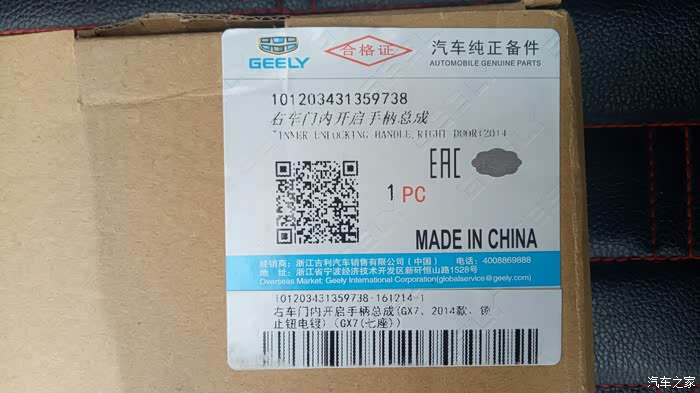 GEELY
合格证
汽车纯正备件
AUTOMOBILE GENUINE PARTS
101203431359738
右车门内开启手柄总成
"INNER UNLOCKING HANDLE,RIGHT DOOR(2014
EAC
1 PC
MADE IN CHINA
经销商：浙江吉利汽车销售有限公司（中国） 电话：4008869888
地 址：浙江省宁波经济技术开发区新矸恒山路1528号
Overseas Market: Geely International Corporation(globalservice@geely.com)
101203431359738-161214-1
右车门内开启手柄总成(GX7, 2014款, 锁
止钮电镀)（GX7(七座)）
汽车之家